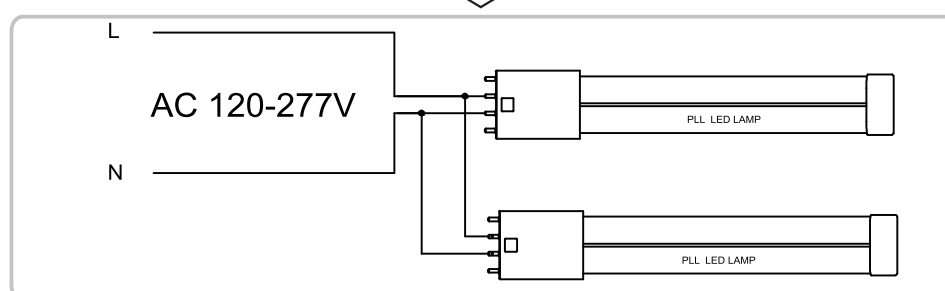 L
AC 120-277V
PLL LED LAMP
N
PLL LED LAMP